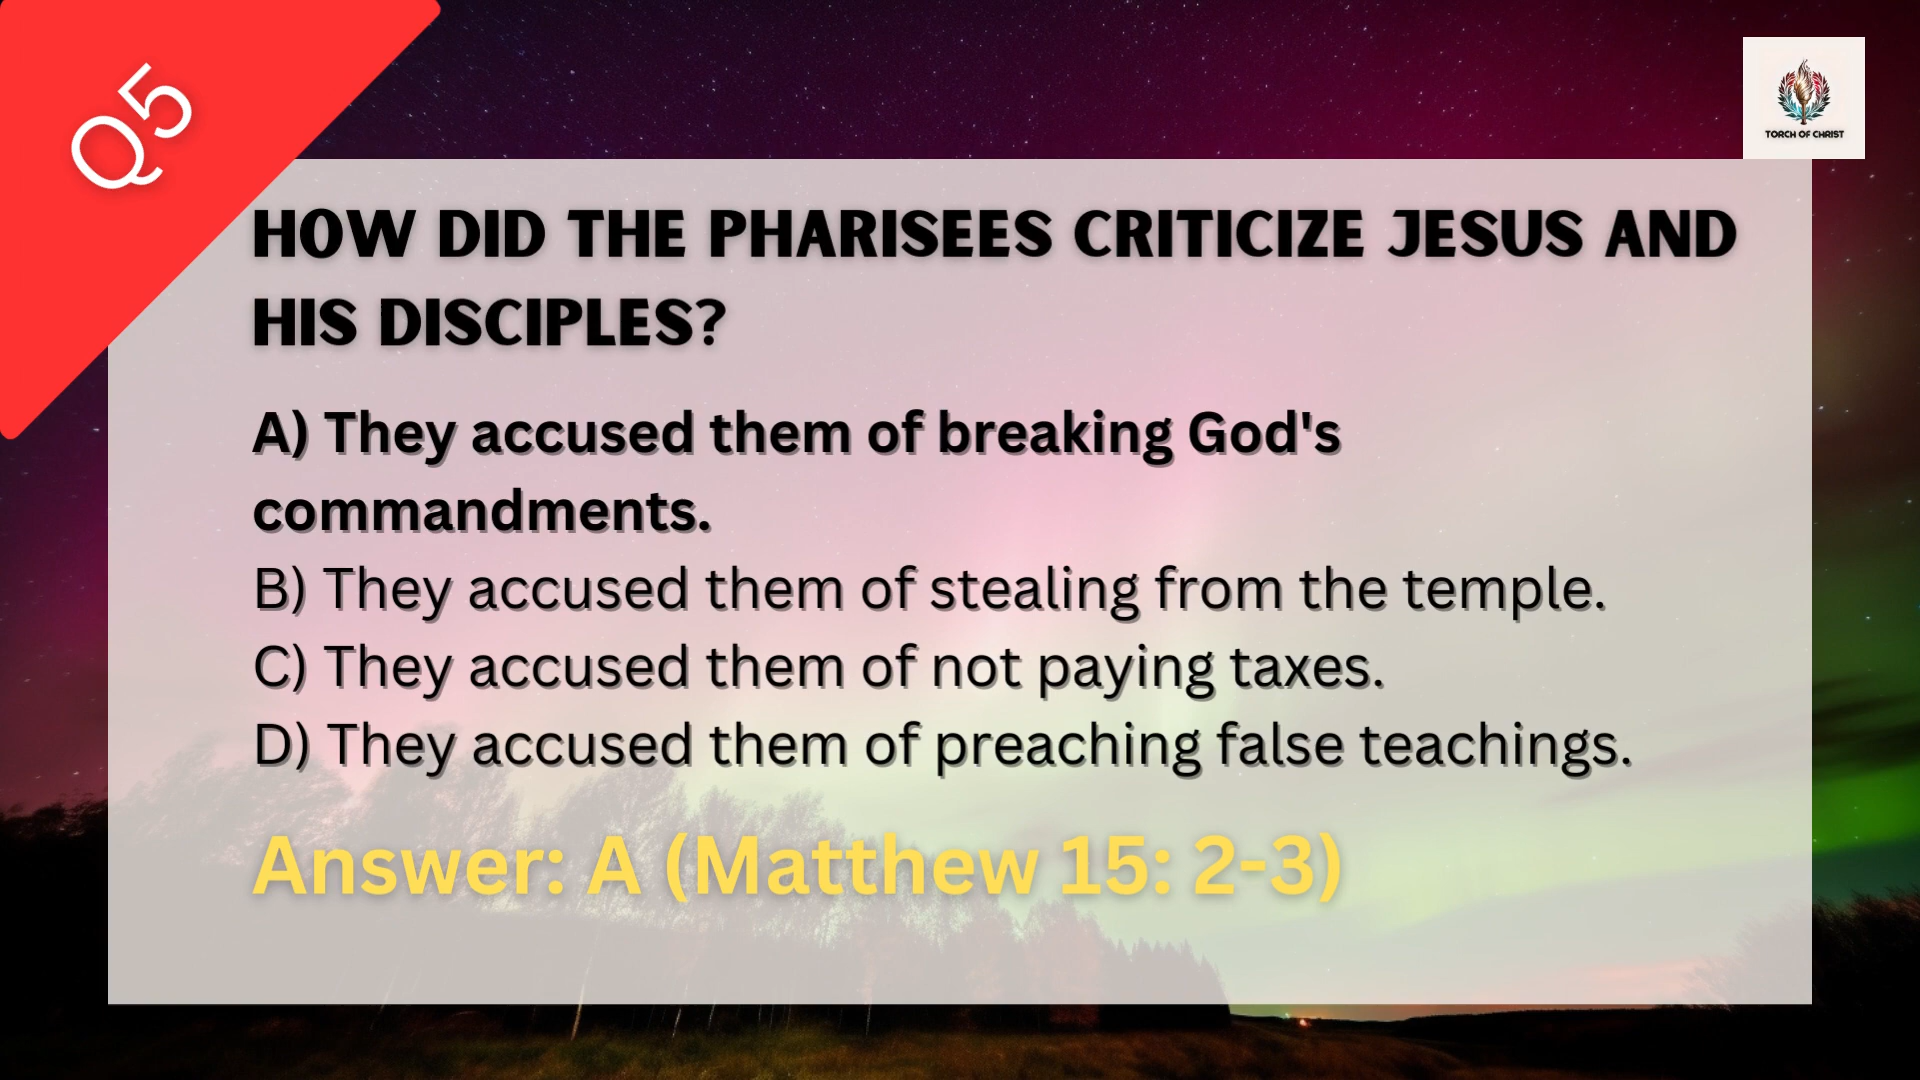 Q5
TORCH OF CHRIST
HOW DID THE PHARISEES CRITICIZE JESUS AND
HIS DISCIPLES?
A) They accused them of breaking God's
commandments.
B) They accused them of stealing from the temple.
C) They accused them of not paying taxes.
D) They accused them of preaching false teachings.
Answer: A (Matthew 15: 2-3)